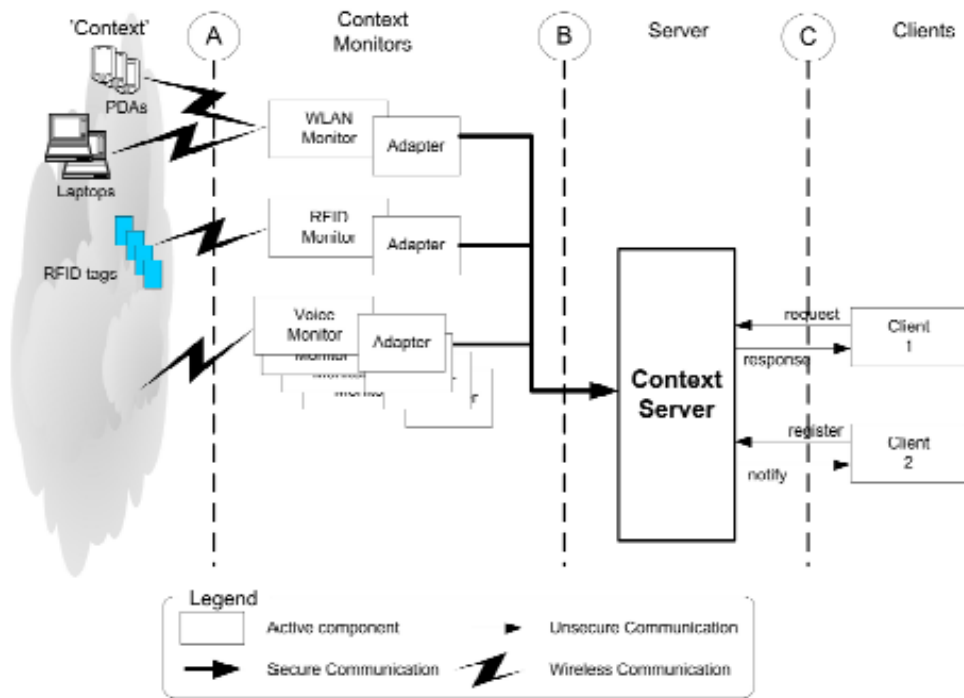 'Context'
A
Context
Monitors
B
Server
C
Clients
PDAs
Laptops
RFID tags
WLAN
Monitor
Adapter
RFID
Monitor
Adapter
Voice
Monitor
Adapter
Monitor
Context
Server
request
response
Client
1
register
notify
Client
2
Legend
Active component
Unsecure Communication
Secure Communication
Wireless Communication